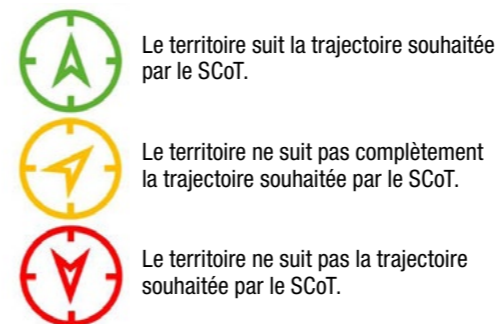 Le territoire suit la trajectoire souhaitée
par le SCoT.
Le territoire ne suit pas complètement
la trajectoire souhaitée par le SCoT.
Le territoire ne suit pas la trajectoire
souhaitée par le SCoT.